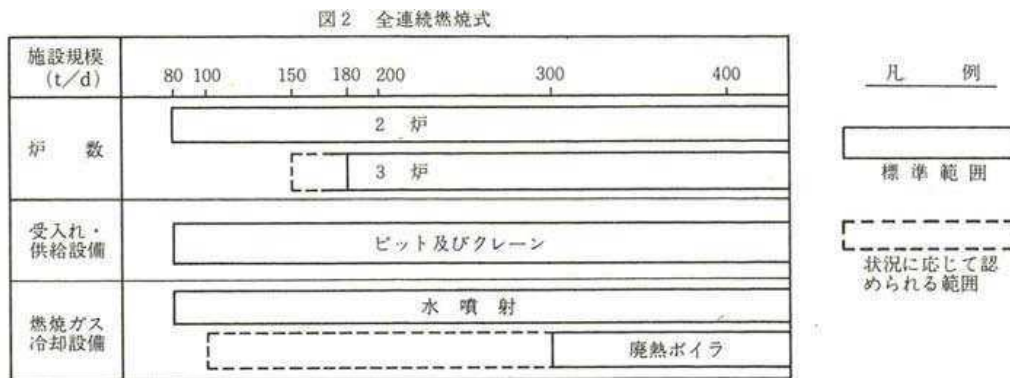 図2 全連続燃焼式
施設規模
(t/d)
80 100 150 180 200 300 400
炉 数
2 炉
3 炉
受入れ・
供給設備
ピット及びクレーン
燃焼ガス
冷却設備
水 噴 射
廃熱ボイラ
凡 例
標 準 範 囲
状況に応じて認
められる範囲